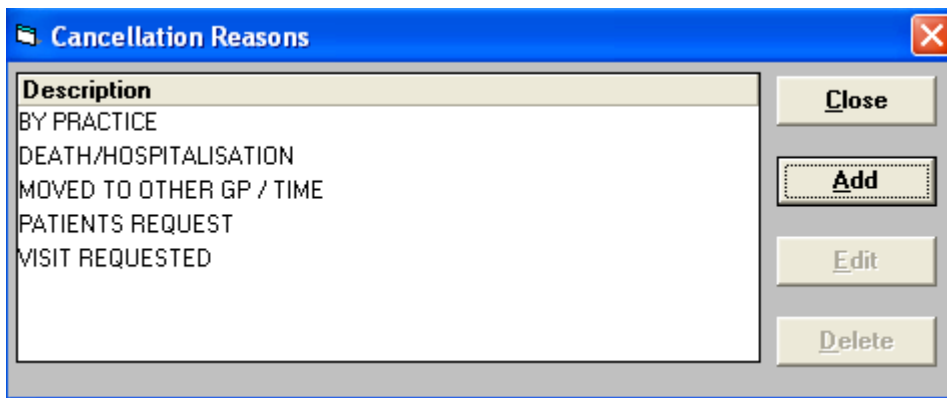 Cancellation Reasons
Description
BY PRACTICE
DEATH/HOSPITALISATION
MOVED TO OTHER GP / TIME
PATIENTS REQUEST
VISIT REQUESTED
Close
Add
Edit
Delete